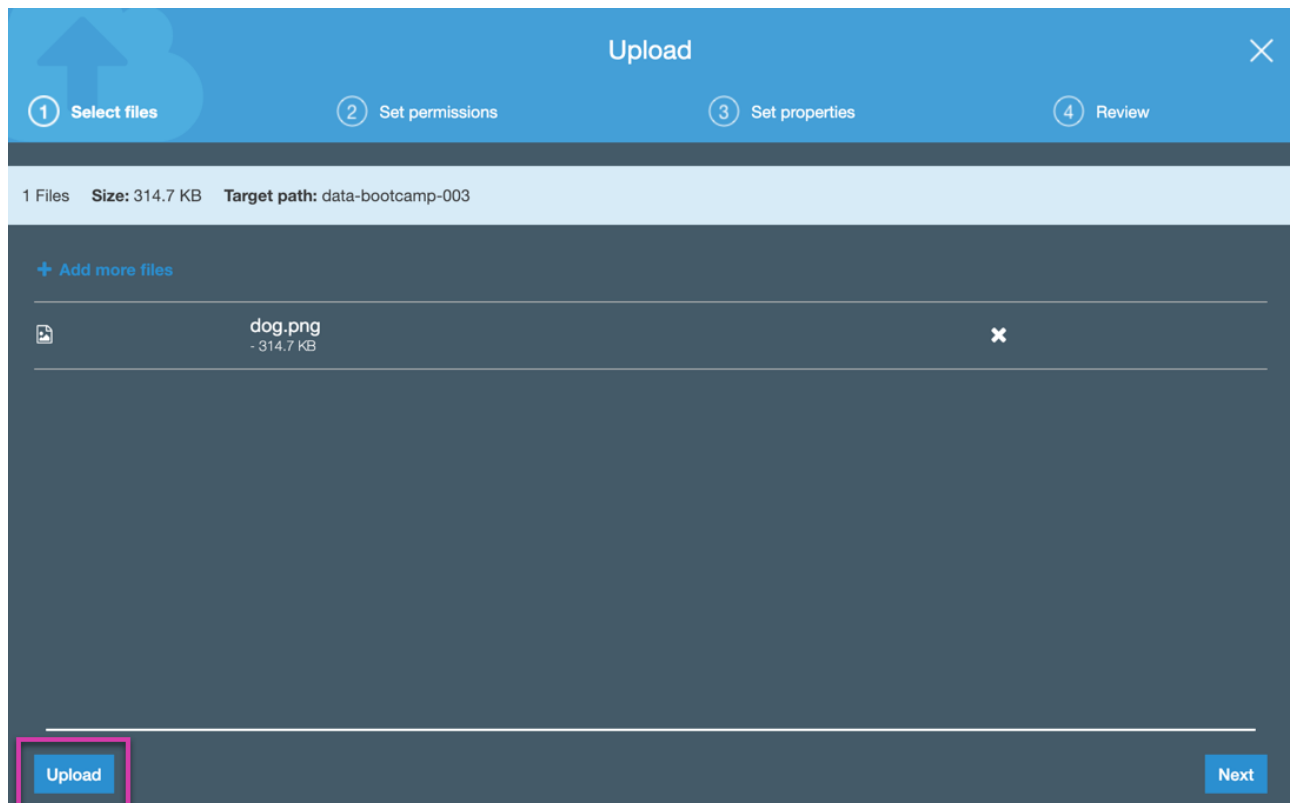 Upload
1 Select files 2 Set permissions 3 Set properties 4 Review
1 Files Size: 314.7 KB Target path: data-bootcamp-003
+ Add more files
dog.png
- 314.7 KB
Upload Next